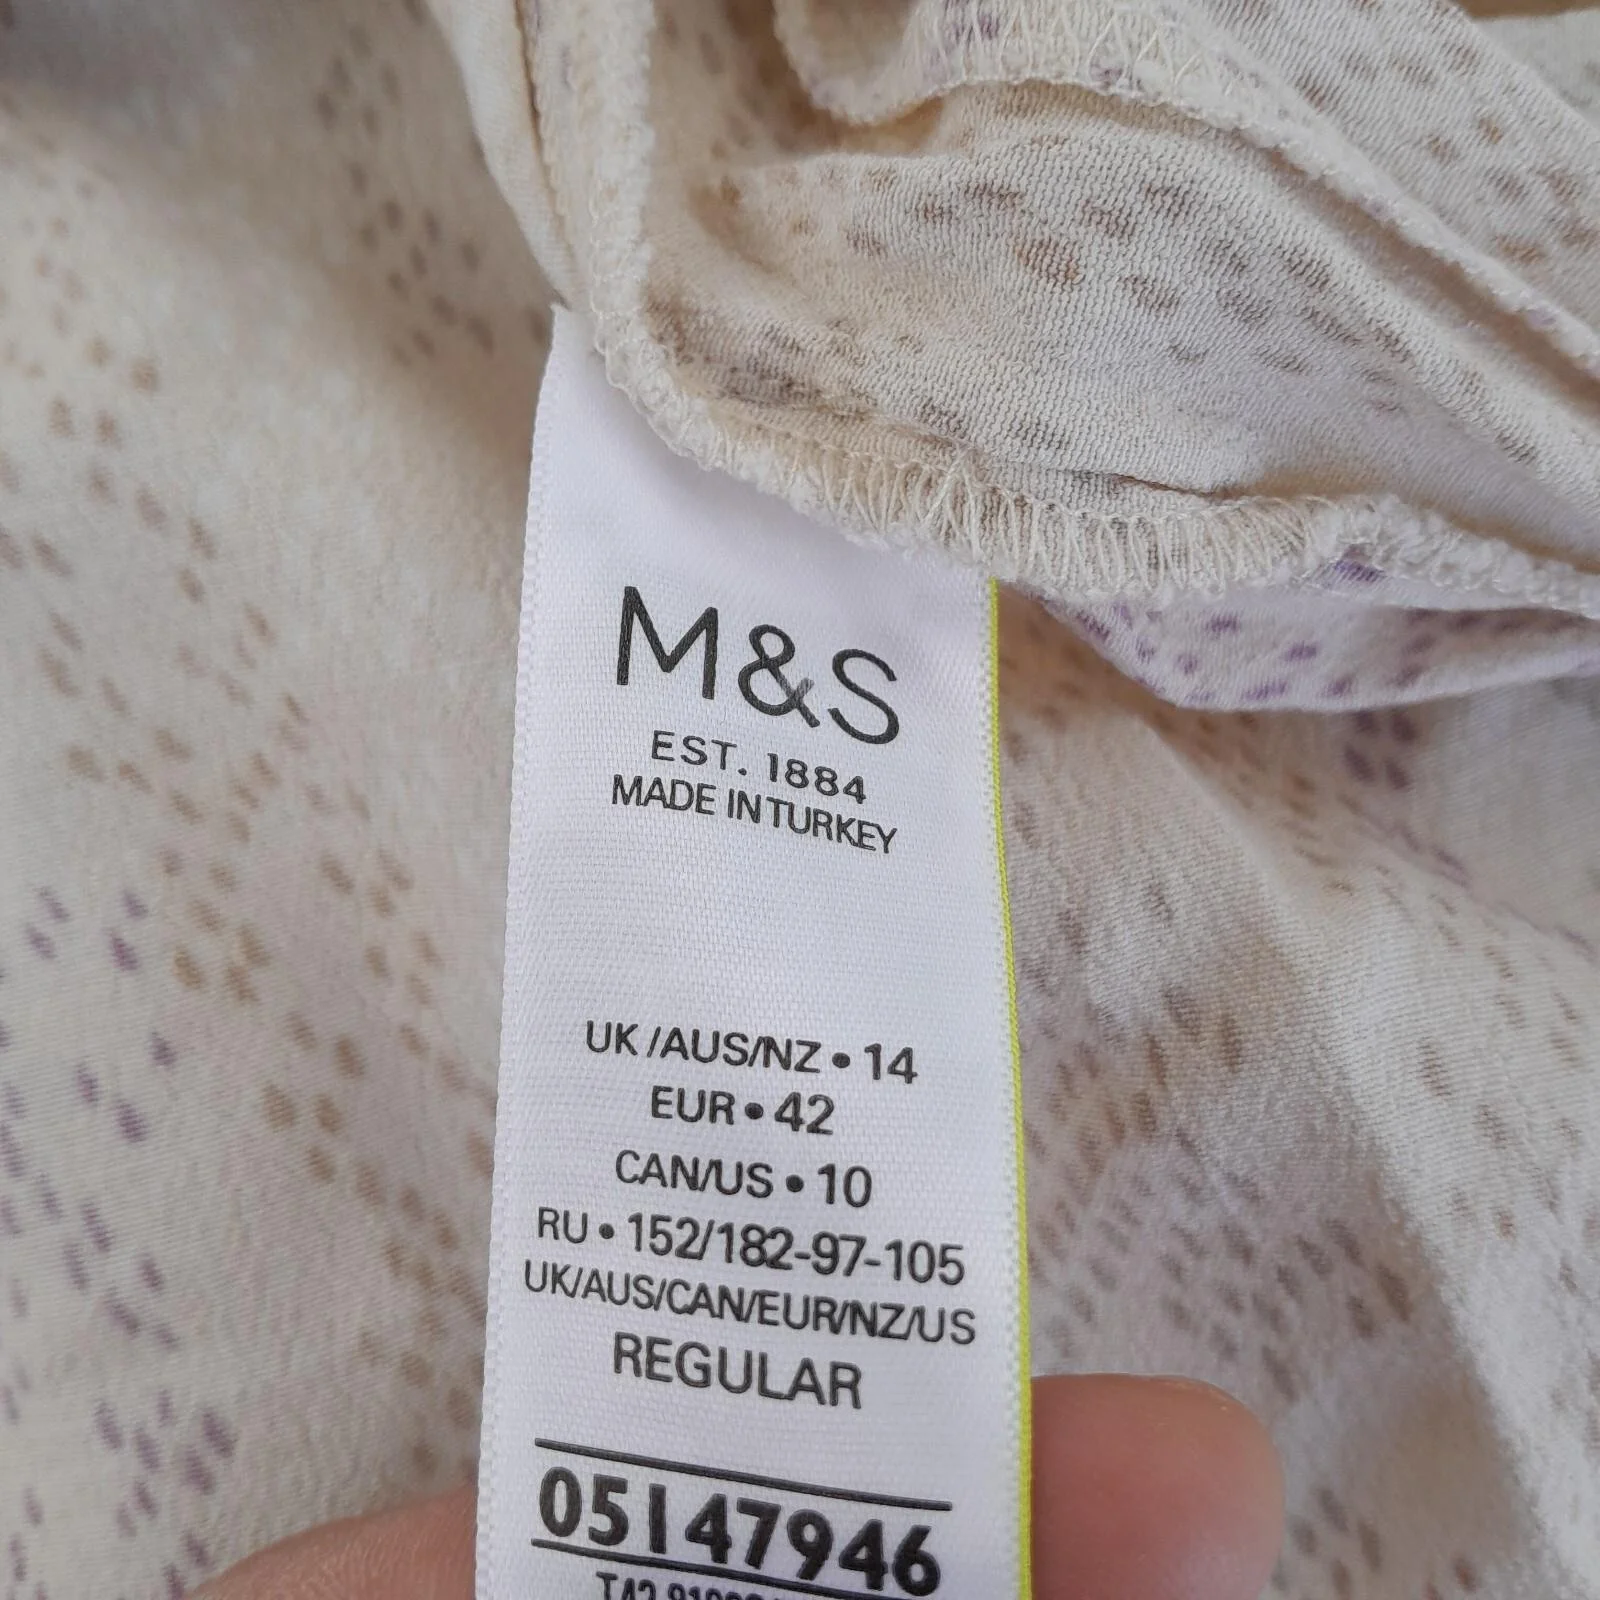 M&S
EST. 1884
MADE IN TURKEY
UK/AUS/NZ • 14
EUR • 42
CAN/US • 10
RU • 152/182-97-105
UK/AUS/CAN/EUR/NZ/US
REGULAR
05147946
T42